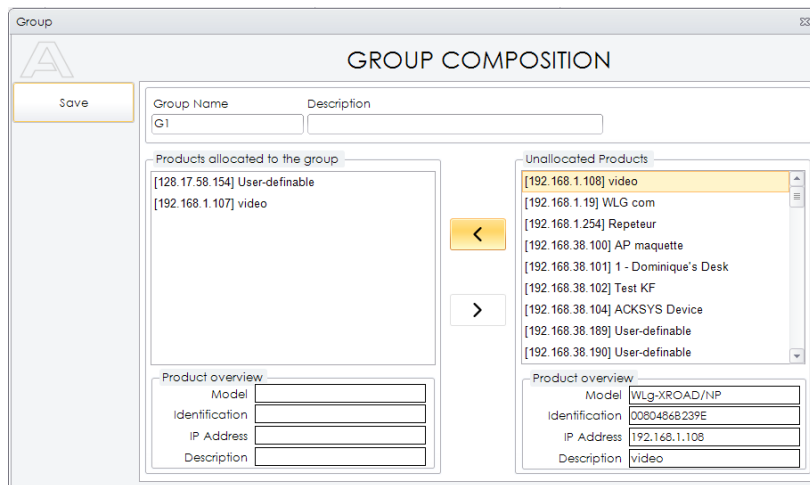 Group
GROUP COMPOSITION
Save
Group Name
Description
G1
Products allocated to the group
[128.17.58.154] User-definable
[192.168.1.107] video
<
>
Unallocated Products
[192.168.1.108] video
[192.168.1.19] WLG com
[192.168.1.254] Repeteur
[192.168.38.100] AP maquette
[192.168.38.101] 1 - Dominique's Desk
[192.168.38.102] Test KF
[192.168.38.104] ACKSYS Device
[192.168.38.189] User-definable
[192.168.38.190] User-definable
Product overview
Model
Identification
IP Address
Description
Product overview
Model WLg-XROAD/NP
Identification 0080486B239E
IP Address 192.168.1.108
Description video